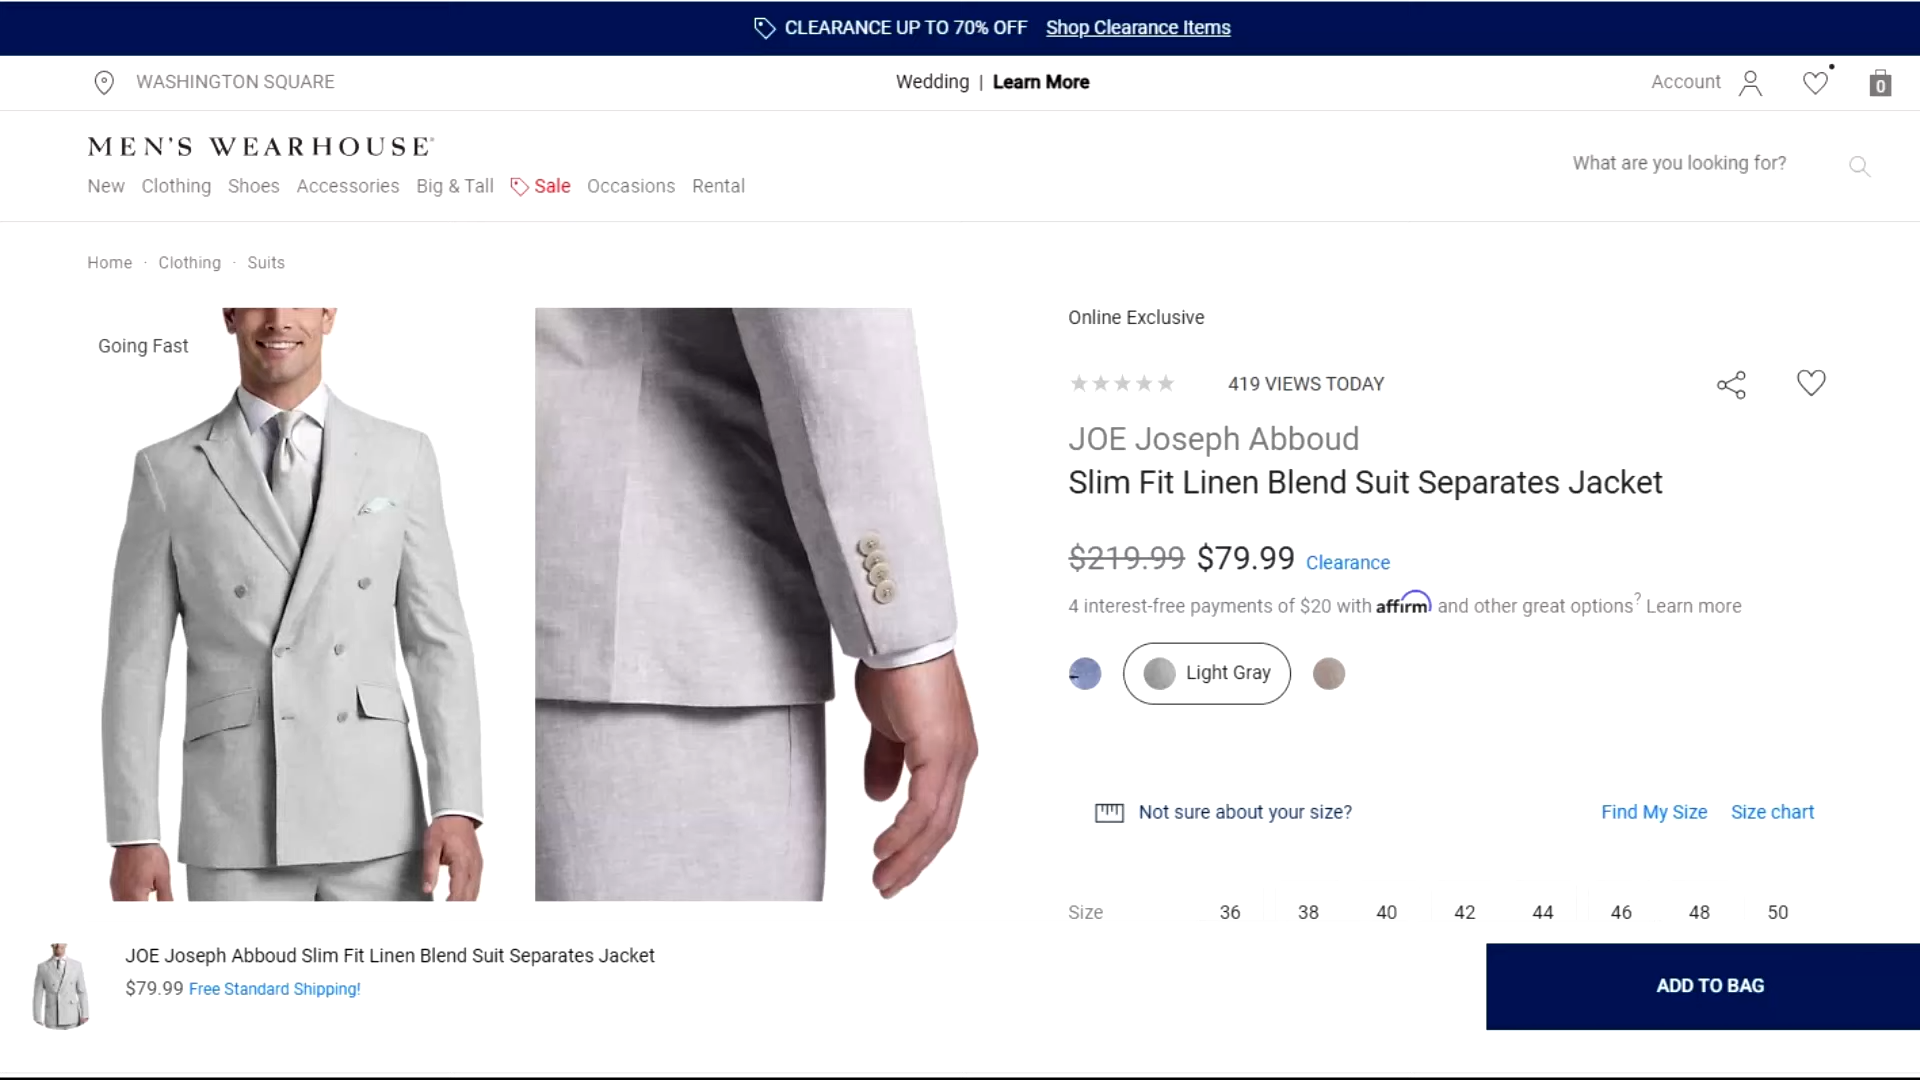 CLEARANCE UP TO 70% OFF Shop Clearance Items
WASHINGTON SQUARE
Wedding | Learn More
Account
0
MEN'S WEARHOUSE
New Clothing Shoes Accessories Big & Tall Sale Occasions Rental
What are you looking for?
Home · Clothing · Suits
Going Fast
Online Exclusive
419 VIEWS TODAY
JOE Joseph Abboud
Slim Fit Linen Blend Suit Separates Jacket
$219.99 $79.99 Clearance
4 interest-free payments of $20 with affirm and other great options? Learn more
Light Gray
Not sure about your size? Find My Size Size chart
Size 36 38 40 42 44 46 48 50
JOE Joseph Abboud Slim Fit Linen Blend Suit Separates Jacket
$79.99 Free Standard Shipping!
ADD TO BAG